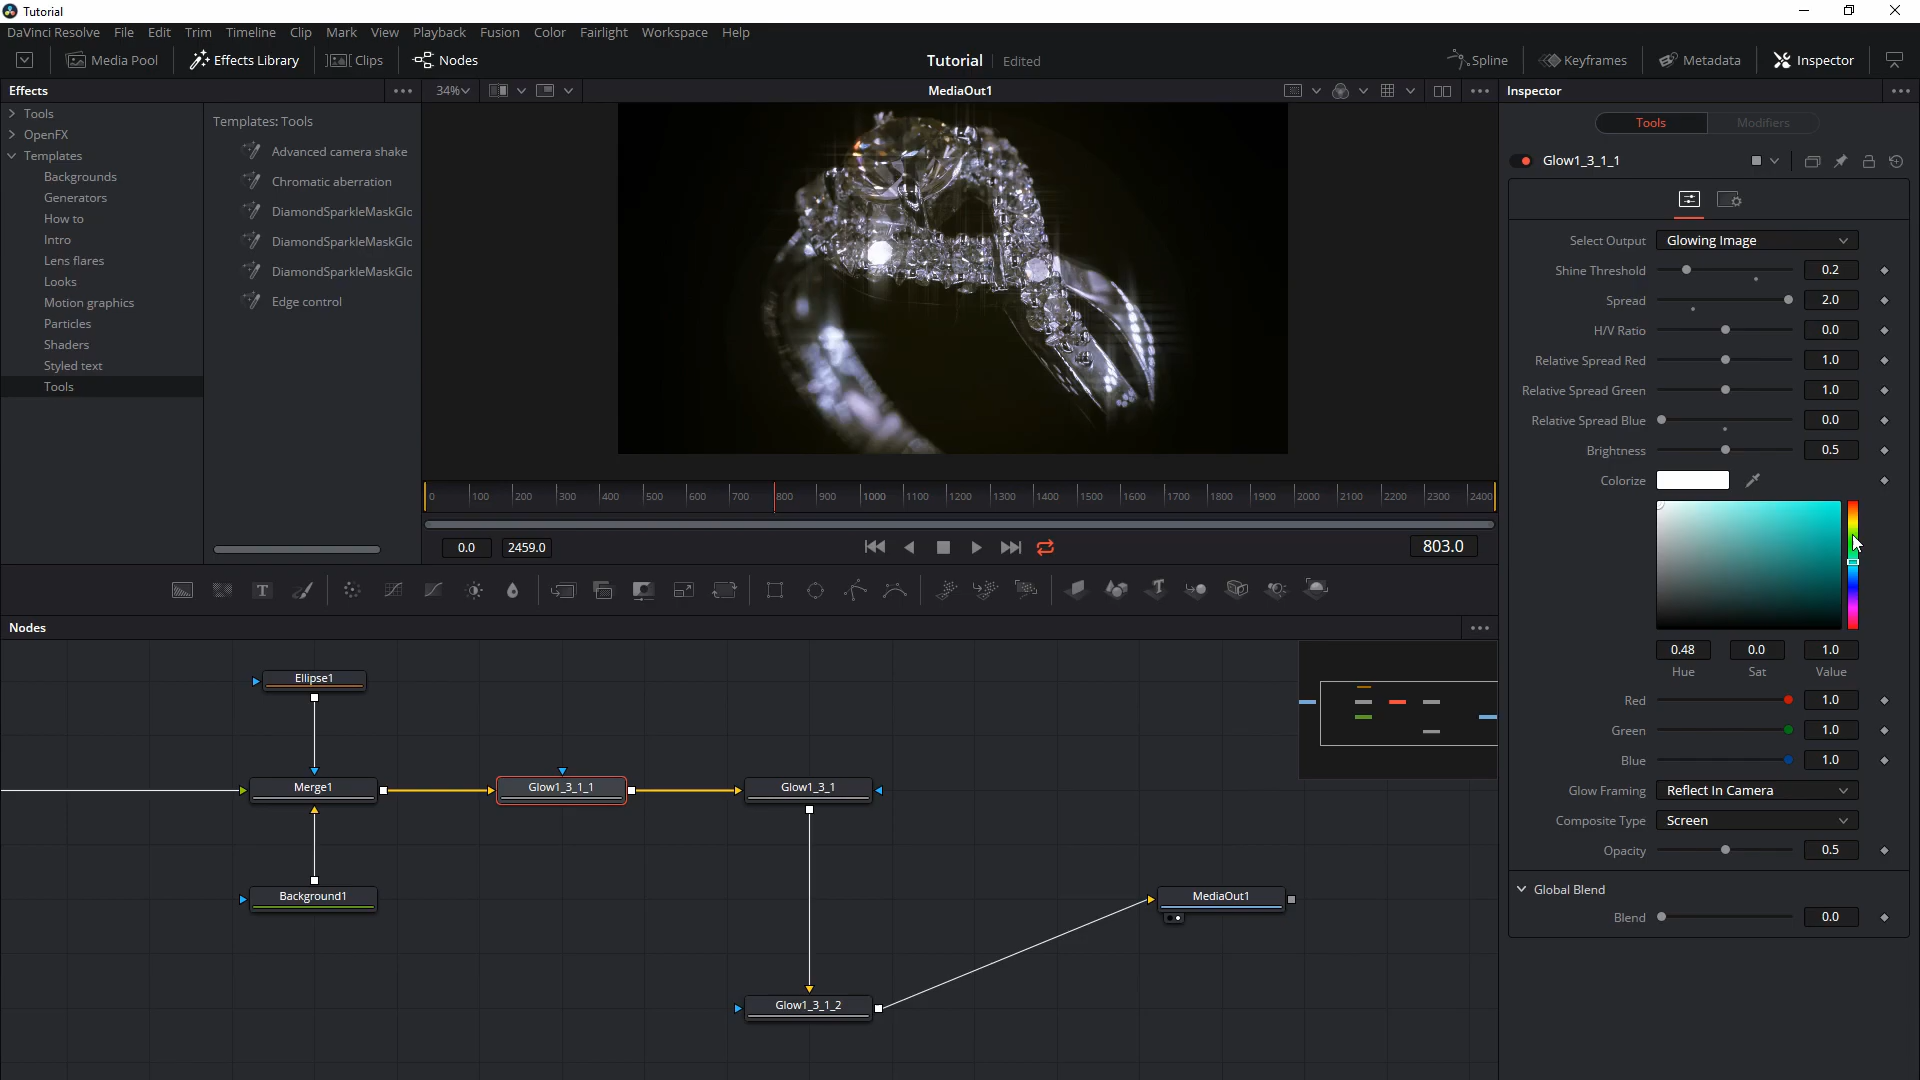 Tutorial
DaVinci Resolve File Edit Trim Timeline Clip Mark View Playback Fusion Color Fairlight Workspace Help
Media Pool Effects Library Clips Nodes Tutorial Edited Spline Keyframes Metadata Inspector
Effects
34%
MediaOut1
Inspector
Tools
OpenFX
Templates
Backgrounds
Generators
How to
Intro
Lens flares
Looks
Motion graphics
Particles
Shaders
Styled text
Tools
Templates: Tools
Advanced camera shake
Chromatic aberration
DiamondSparkleMaskGlo
DiamondSparkleMaskGlo
DiamondSparkleMaskGlo
Edge control
0 100 200 300 400 500 600 700 800 900 1000 1100 1200 1300 1400 1500 1600 1700 1800 1900 2000 2100 2200 2300 2400
0.0 2459.0 803.0
Nodes
Ellipse1
Merge1
Glow1_3_1_1
Glow1_3_1
Background1
MediaOut1
Glow1_3_1_2
Tools Modifiers
Glow1_3_1_1
Select Output Glowing Image
Shine Threshold 0.2
Spread 2.0
H/V Ratio 0.0
Relative Spread Red 1.0
Relative Spread Green 1.0
Relative Spread Blue 0.0
Brightness 0.5
Colorize
0.48 0.0 1.0
Hue Sat Value
Red 1.0
Green 1.0
Blue 1.0
Glow Framing Reflect In Camera
Composite Type Screen
Opacity 0.5
Global Blend
Blend 0.0